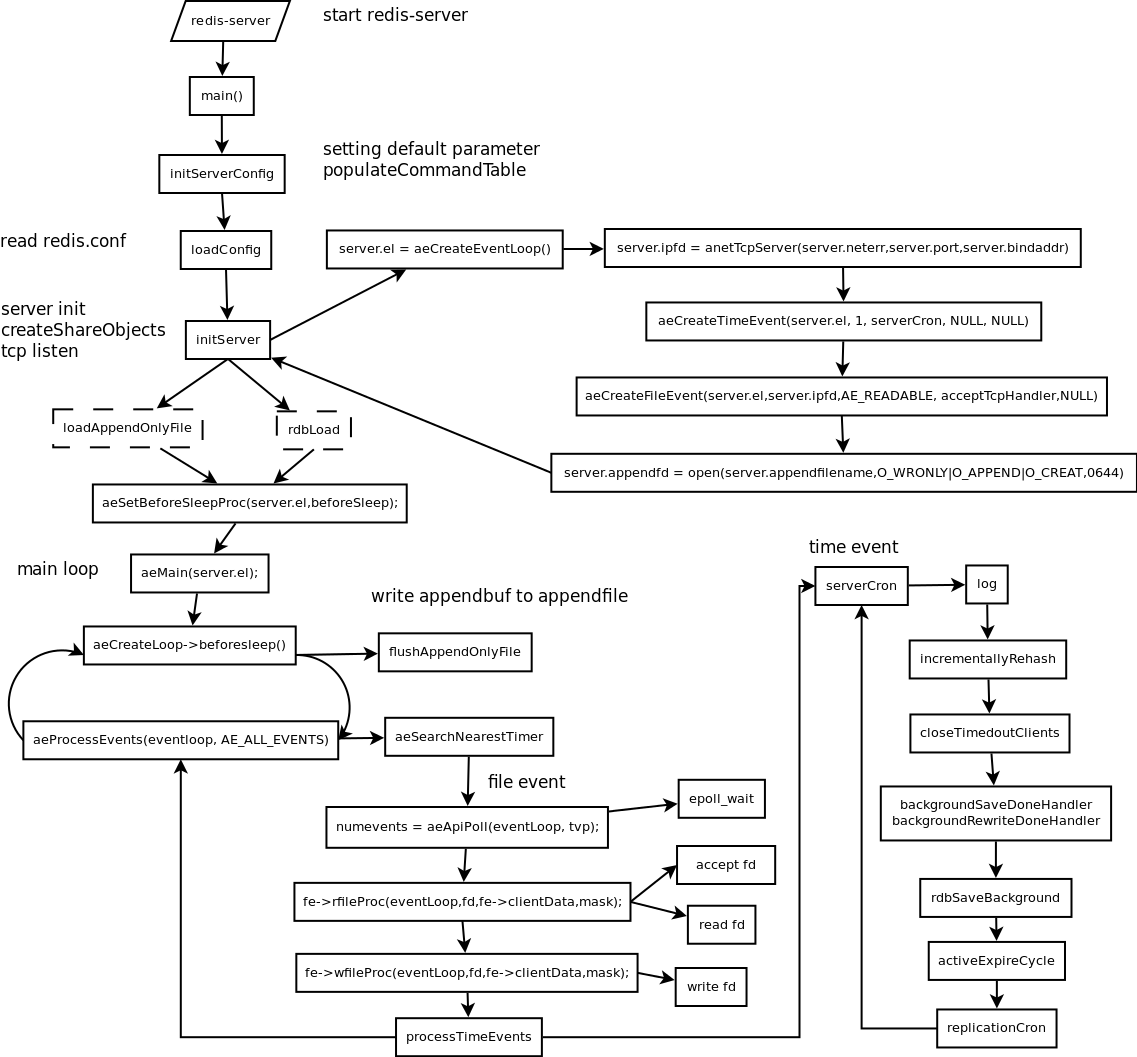 redis-server
start redis-server
main()
setting default parameter
populateCommandTable
initServerConfig
read redis.conf
loadConfig
server.el = aeCreateEventLoop()
server.ipfd = anetTcpServer(server.neterr,server.port,server.bindaddr)
server init
createShareObjects
tcp listen
initServer
aeCreateTimeEvent(server.el, 1, serverCron, NULL, NULL)
aeCreateFileEvent(server.el,server.ipfd,AE_READABLE, acceptTcpHandler,NULL)
loadAppendOnlyFile
rdbLoad
server.appendfd = open(server.appendfilename,O_WRONLY|O_APPEND|O_CREAT,0644)
aeSetBeforeSleepProc(server.el,beforeSleep);
main loop
aeMain(server.el);
time event
serverCron
log
write appendbuf to appendfile
aeCreateLoop->beforesleep()
flushAppendOnlyFile
incrementallyRehash
aeProcessEvents(eventloop, AE_ALL_EVENTS)
aeSearchNearestTimer
closeTimedoutClients
file event
epoll_wait
backgroundSaveDoneHandler
backgroundRewriteDoneHandler
numevents = aeApiPoll(eventLoop, tvp);
accept fd
fe->rfileProc(eventLoop,fd,fe->clientData,mask);
read fd
rdbSaveBackground
fe->wfileProc(eventLoop,fd,fe->clientData,mask);
write fd
activeExpireCycle
processTimeEvents
replicationCron